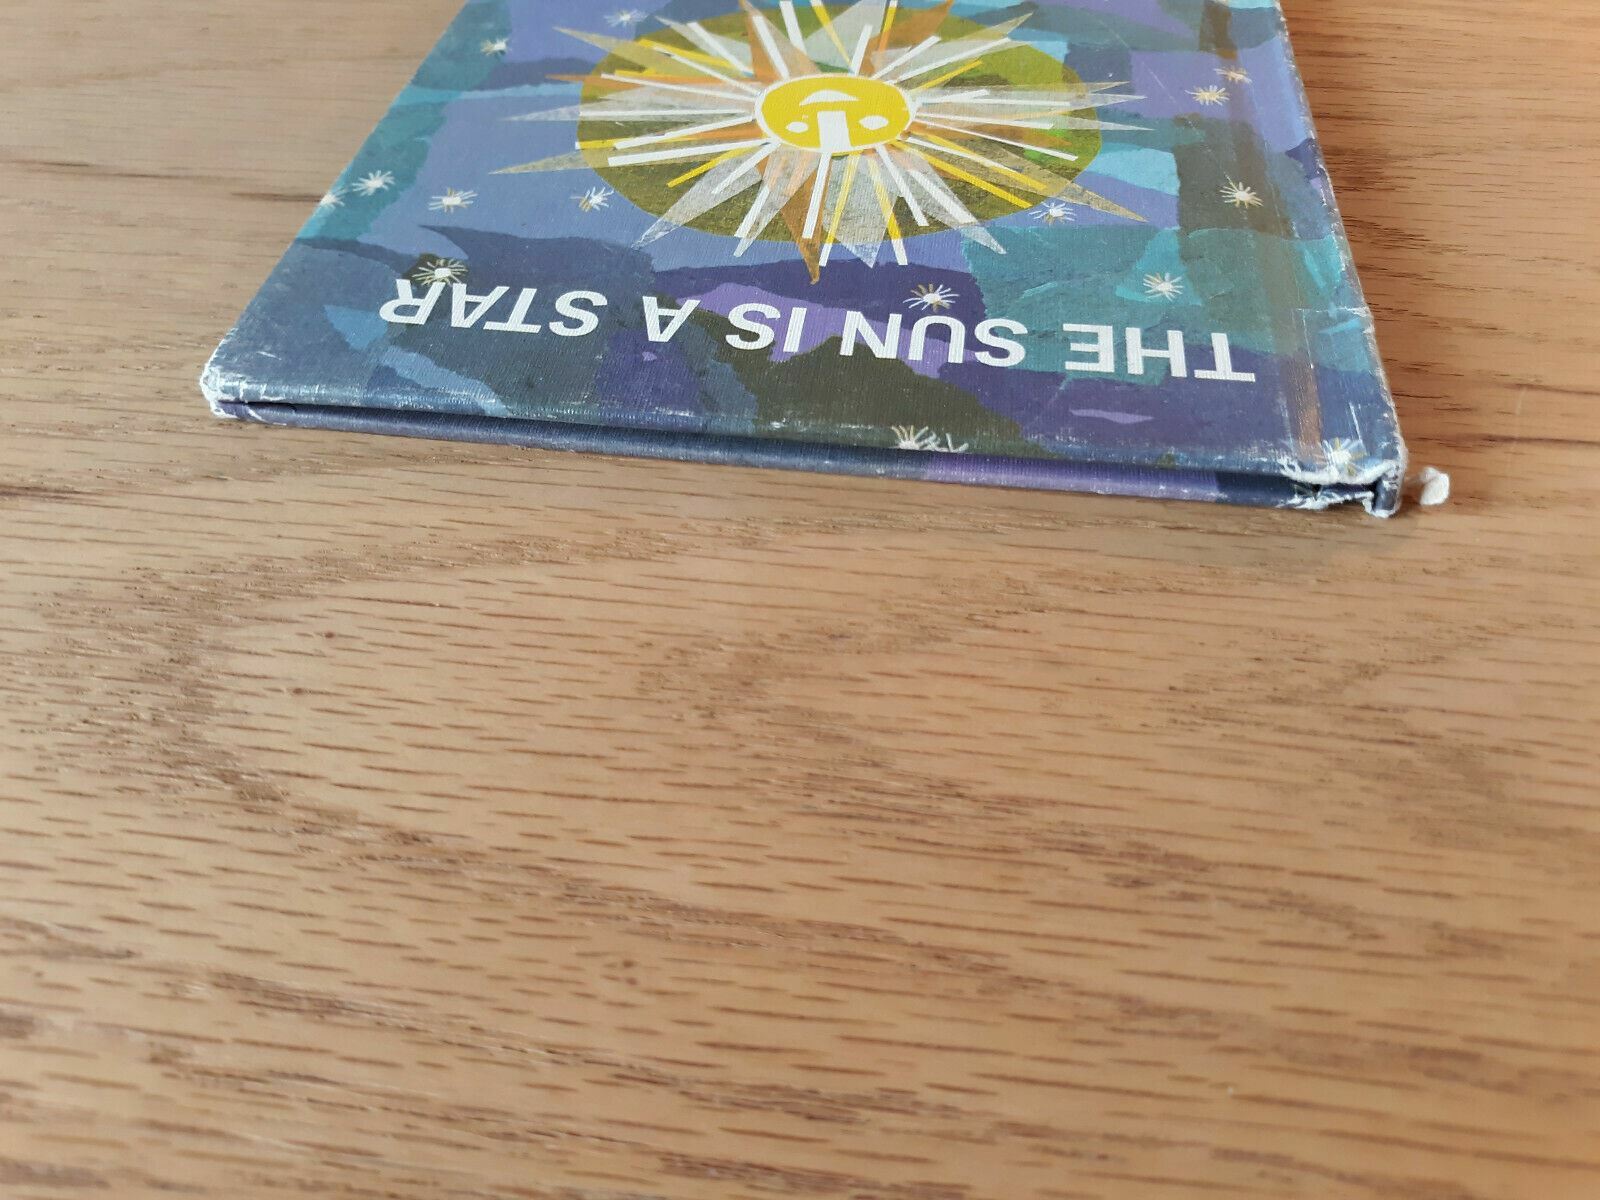 THE SUN IS A STAR